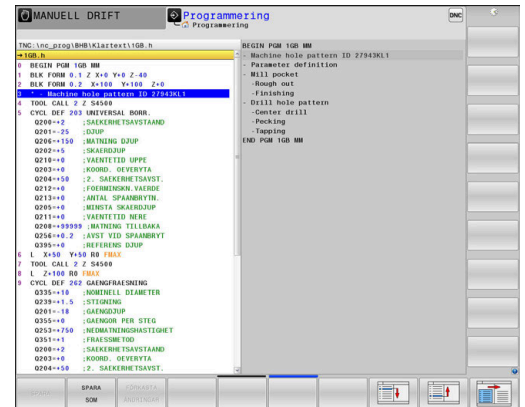 MANUELL DRIFT
Programmering
Programmering
DNC
TNC:\nc_prog\BHB\Klartext\1GB.h
→1GB.h
0 BEGIN PGM 1GB MM
1 BLK FORM 0.1 Z X+0 Y+0 Z-40
2 BLK FORM 0.2 X+100 Y+100 Z+0
3 * - Machine hole pattern ID 27943KL1
4 TOOL CALL 2 Z S4500
5 CYCL DEF 203 UNIVERSAL BORR.
Q200=+2 ;SAEKERHETSAVSTAAND
Q201=-25 ;DJUP
Q206=+150 ;MATNING DJUP
Q202=+5 ;SKAERDJUP
Q210=+0 ;VAENTETID UPPE
Q203=+0 ;KOORD. OEVERYTA
Q204=+50 ;2. SAEKERHETSAVST.
Q212=+0 ;FOERMINSKN.VAERDE
Q213=+0 ;ANTAL SPAANBRYTN.
Q205=+0 ;MINSTA SKAERDJUP
Q211=+0 ;VAENTETID NERE
Q208=+99999 ;MATNING TILLBAKA
Q256=+0.2 ;AVST VID SPAANBRYT
Q395=+0 ;REFERENS DJUP
6 L X+50 Y+50 R0 FMAX
7 TOOL CALL 2 Z S4500
8 L Z+100 R0 FMAX
9 CYCL DEF 262 GAENGFRAESNING
Q335=+10 ;NOMINELL DIAMETER
Q239=+1.5 ;STIGNING
Q201=-18 ;GAENGDJUP
Q355=+0 ;GAENGOR PER STEG
Q253=+750 ;NEDMATNINGSHASTIGHET
Q351=+1 ;FRAESMETOD
Q200=+2 ;SAEKERHETSAVSTAAND
Q203=+0 ;KOORD. OEVERYTA
Q204=+50 ;2. SAEKERHETSAVST.
BEGIN PGM 1GB MM
- Machine hole pattern ID 27943KL1
- Parameter definition
- Mill pocket
-Rough out
-Finishing
- Drill hole pattern
-Center drill
-Pecking
-Tapping
END PGM 1GB MM
SPARA
SPARA
SOM